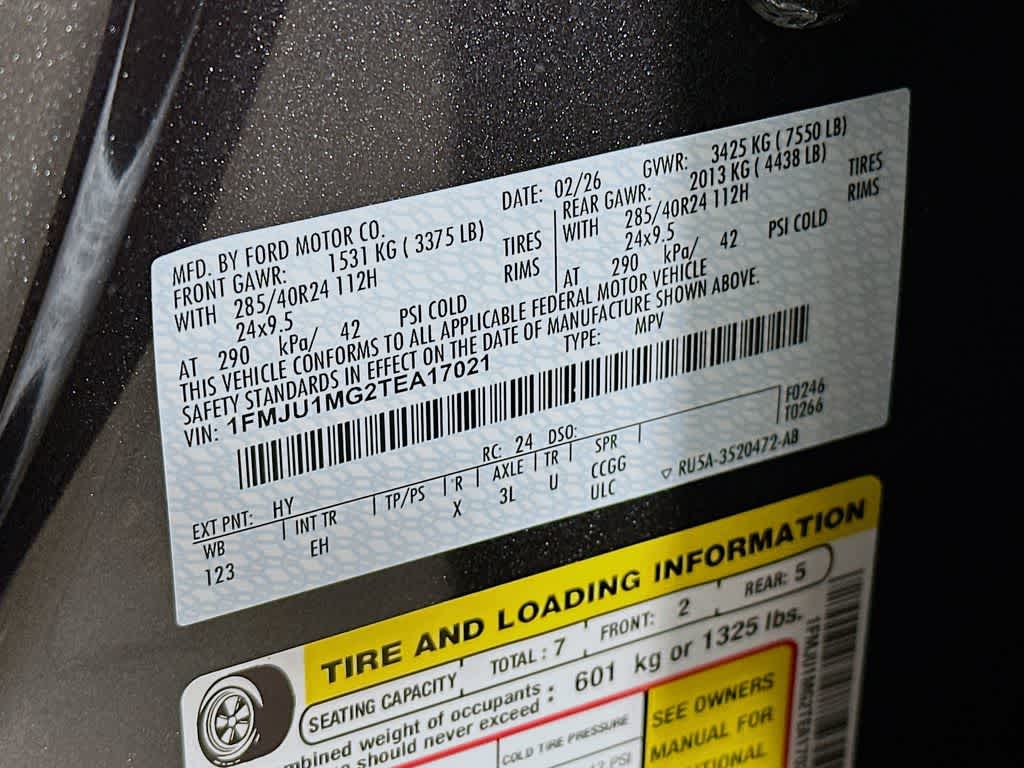 MFD. BY FORD MOTOR CO.
DATE: 02/26
GVWR: 3425 KG ( 7550 LB)
FRONT GAWR: 1531 KG ( 3375 LB)
REAR GAWR: 2013 KG ( 4438 LB)
WITH 285/40R24 112H TIRES
WITH 285/40R24 112H TIRES
24x9.5 RIMS
24x9.5 RIMS
AT 290 kPa/ 42 PSI COLD
AT 290 kPa/ 42 PSI COLD
THIS VEHICLE CONFORMS TO ALL APPLICABLE FEDERAL MOTOR VEHICLE
SAFETY STANDARDS IN EFFECT ON THE DATE OF MANUFACTURE SHOWN ABOVE.
VIN: 1FMJU1MG2TEA17021
TYPE: MPV
F0246
T0266
EXT PNT: HY RC: 24 DSO:
WB INT TR TP/PS R AXLE TR SPR
123 EH X 3L U CCGG
ULC
RU5A-3520472-AB
TIRE AND LOADING INFORMATION
SEATING CAPACITY TOTAL : 7 FRONT: 2 REAR: 5
occupants :
should never exceed : 601 kg or 1325 lbs.
COLD TIRE PRESSURE
SEE OWNERS
MANUAL FOR